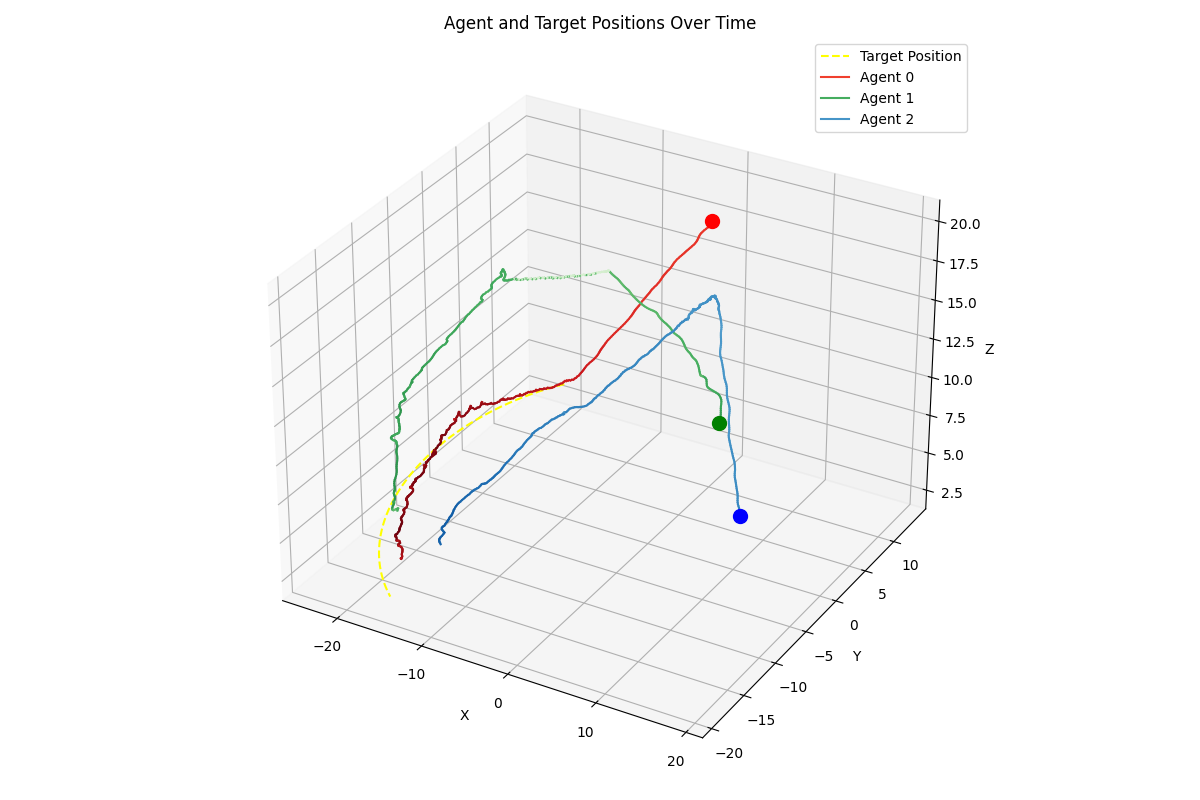 Agent and Target Positions Over Time
Target Position
Agent 0
Agent 1
Agent 2
20.0
17.5
15.0
12.5
10.0
7.5
5.0
2.5
Z
10
5
0
−5
−10
−15
−20
Y
−20
−10
0
10
20
X